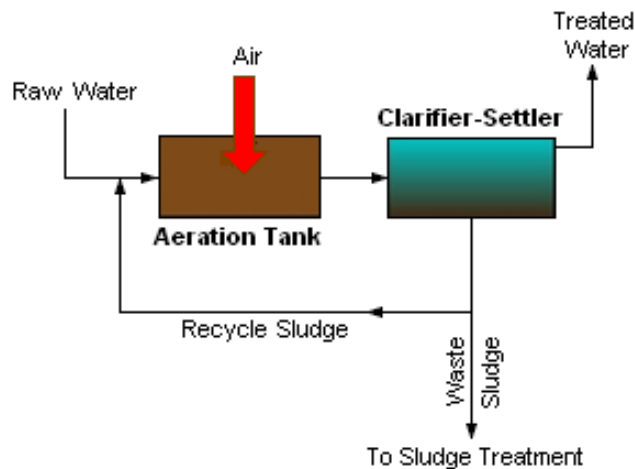 Treated
Water
Air
Raw Water
Clarifier-Settler
Aeration Tank
Recycle Sludge
Waste
Sludge
To Sludge Treatment